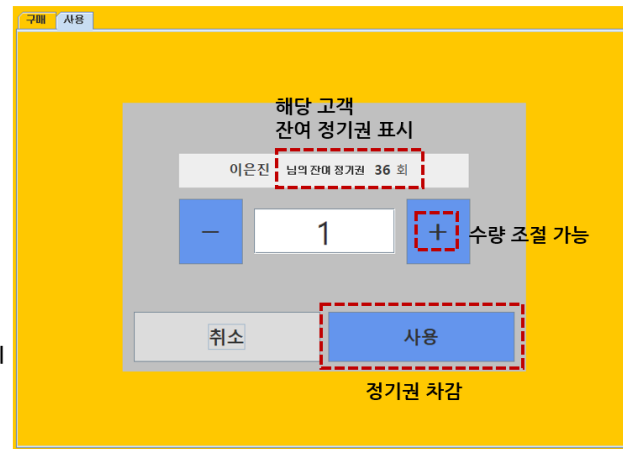 구매 사용
해당 고객
잔여 정기권 표시
이은진 님의 잔여 정기권 36 회
− 1 + 수량 조절 가능
취소 사용
정기권 차감